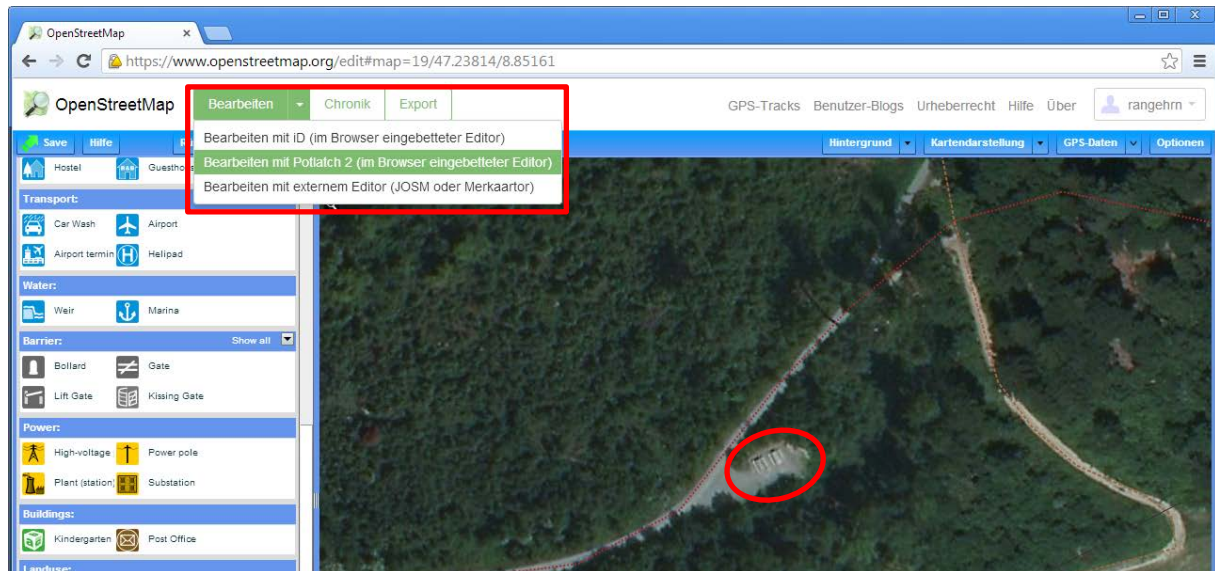 OpenStreetMap
https://www.openstreetmap.org/edit#map=19/47.23814/8.85161
OpenStreetMap Bearbeiten Chronik Export GPS-Tracks Benutzer-Blogs Urheberrecht Hilfe Über rangehrn
Bearbeiten mit iD (im Browser eingebetteter Editor)
Bearbeiten mit Potlatch 2 (im Browser eingebetteter Editor)
Bearbeiten mit externem Editor (JOSM oder Merkaartor)
Save Hilfe Hintergrund Kartendarstellung GPS-Daten Optionen
Hostel
Transport:
Car Wash Airport
Airport termin Helipad
Water:
Weir Marina
Barrier: Show all
Bollard Gate
Lift Gate Kissing Gate
Power:
High-voltage Power pole
Plant (station) Substation
Buildings:
Kindergarten Post Office
Landuse: